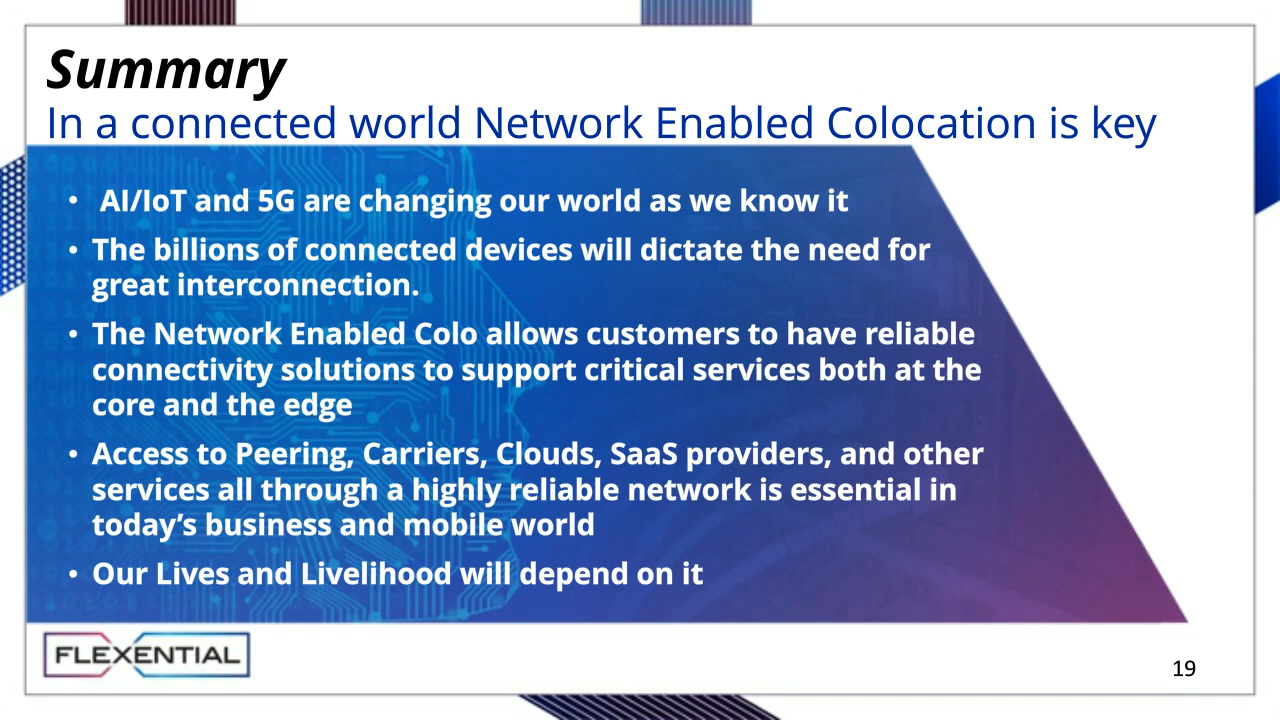 Summary
In a connected world Network Enabled Colocation is key
• AI/IoT and 5G are changing our world as we know it
• The billions of connected devices will dictate the need for
great interconnection.
• The Network Enabled Colo allows customers to have reliable
connectivity solutions to support critical services both at the
core and the edge
• Access to Peering, Carriers, Clouds, SaaS providers, and other
services all through a highly reliable network is essential in
today’s business and mobile world
• Our Lives and Livelihood will depend on it
FLEXENTIAL
19